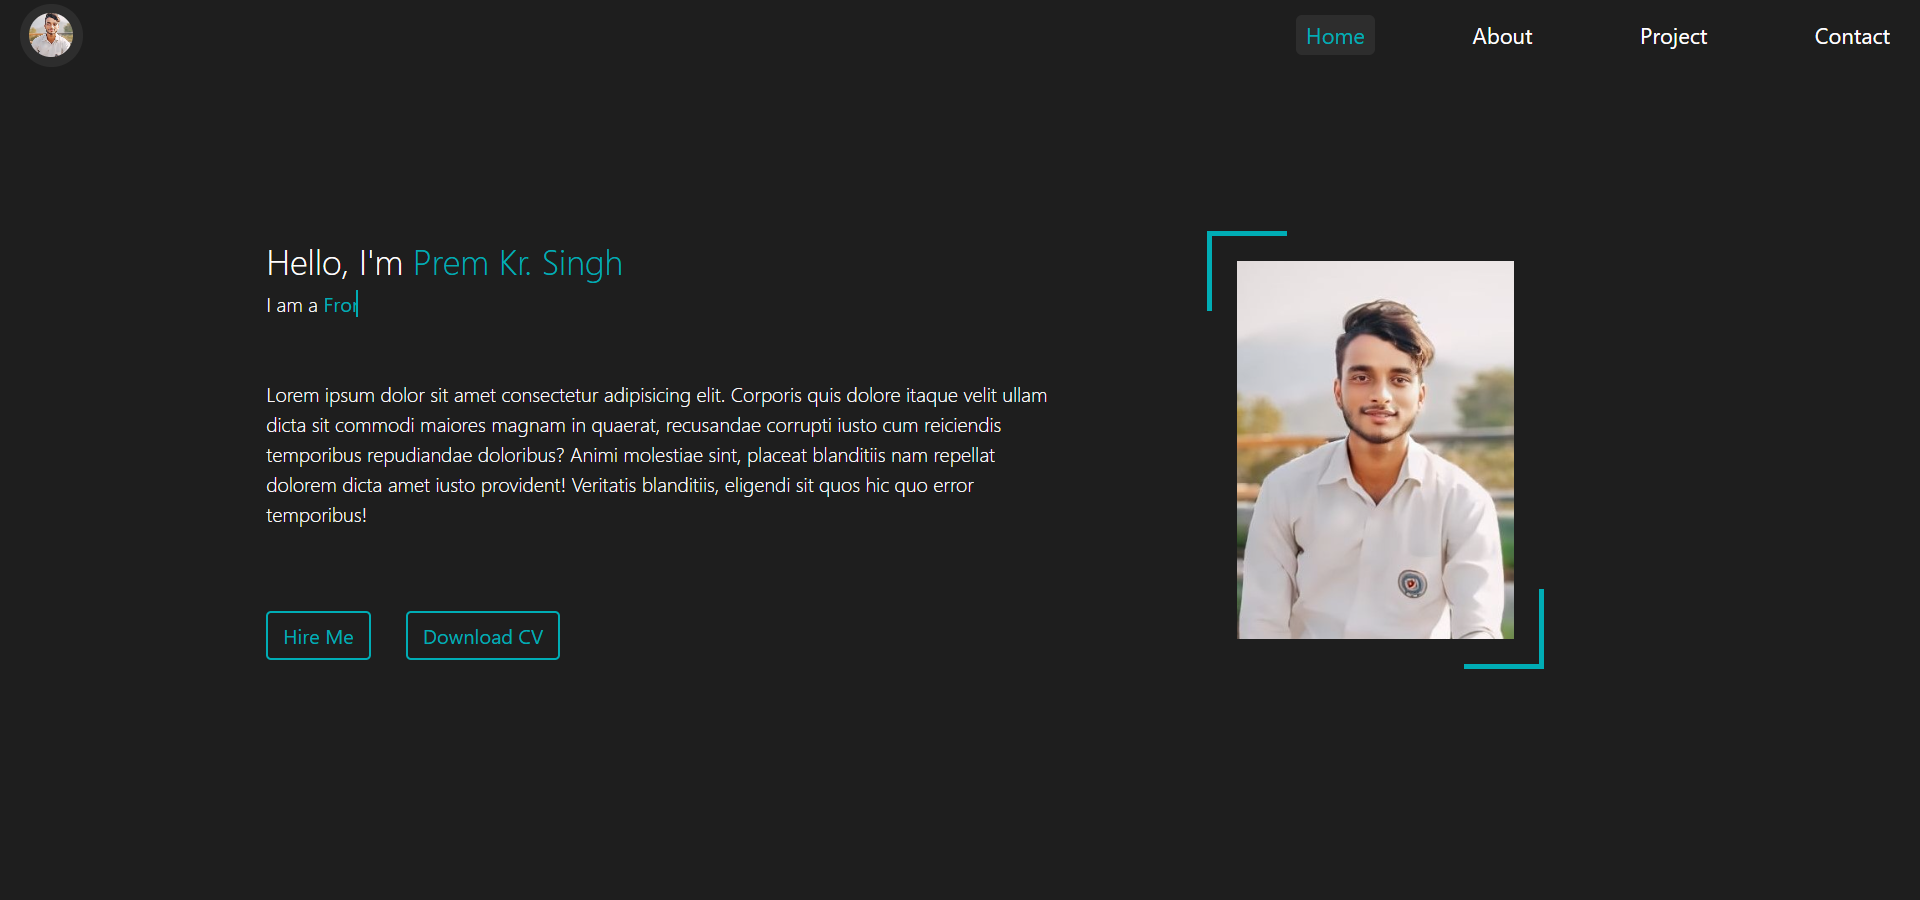 Home About Project Contact
Hello, I'm Prem Kr. Singh
I am a Fror
Lorem ipsum dolor sit amet consectetur adipisicing elit. Corporis quis dolore itaque velit ullam
dicta sit commodi maiores magnam in quaerat, recusandae corrupti iusto cum reiciendis
temporibus repudiandae doloribus? Animi molestiae sint, placeat blanditiis nam repellat
dolorem dicta amet iusto provident! Veritatis blanditiis, eligendi sit quos hic quo error
temporibus!
Hire Me Download CV